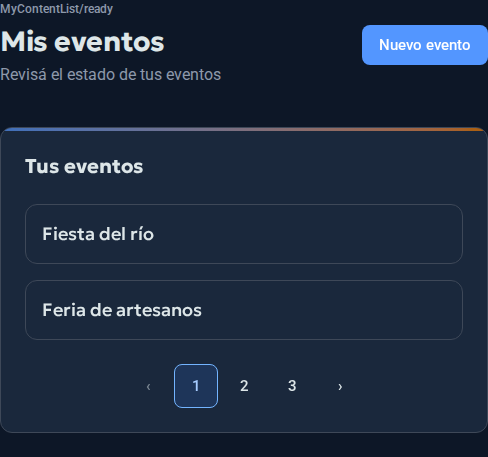 MyContentList/ready
Mis eventos
Nuevo evento
Revisá el estado de tus eventos
Tus eventos
Fiesta del río
Feria de artesanos
‹ 1 2 3 ›